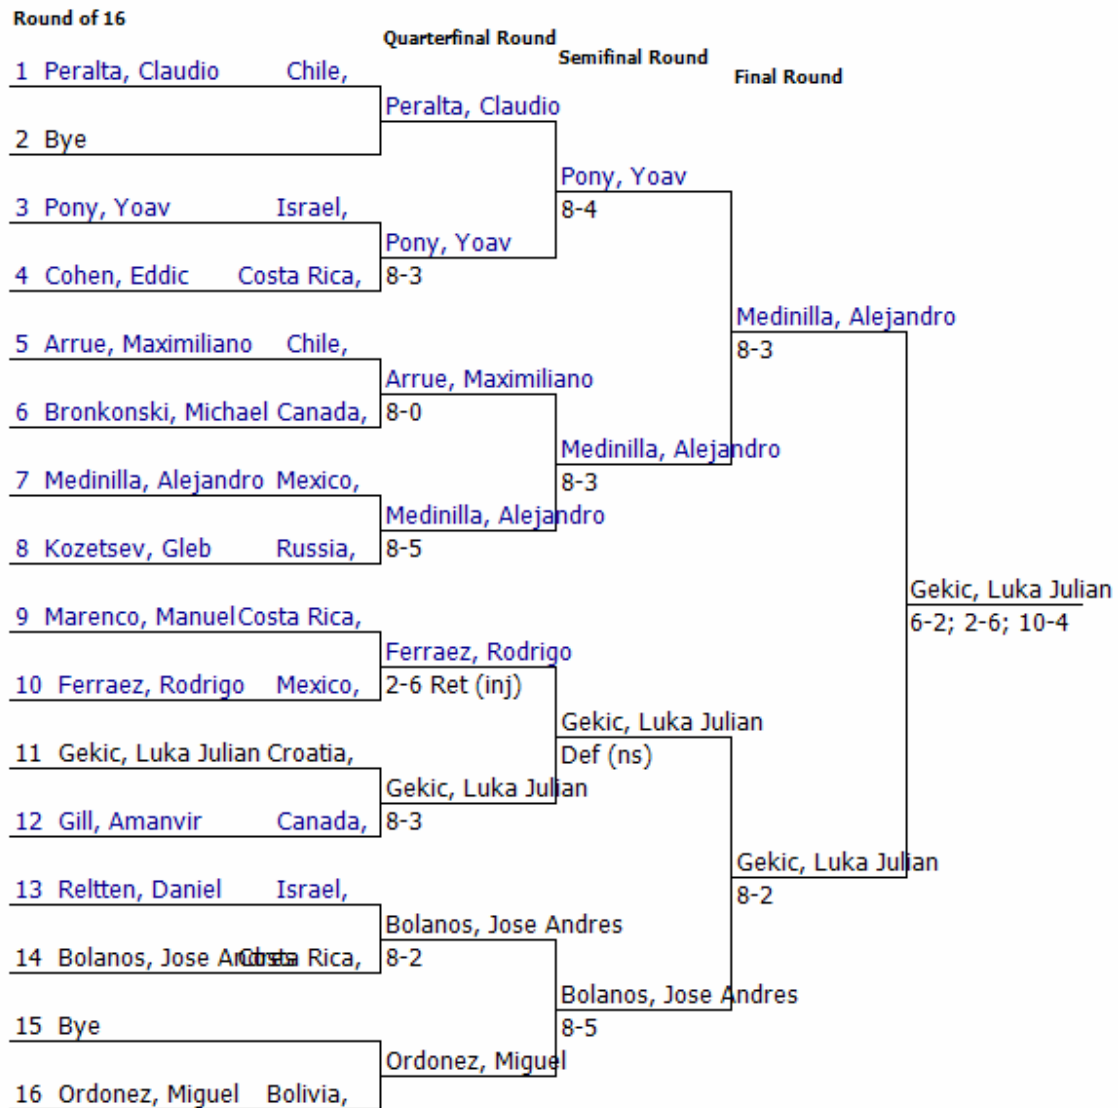 Round of 16
Quarterfinal Round
Semifinal Round
Final Round
1 Peralta, Claudio Chile,
Peralta, Claudio
2 Bye
Pony, Yoav
8-4
3 Pony, Yoav Israel,
Pony, Yoav
8-3
4 Cohen, Eddic Costa Rica,
Medinilla, Alejandro
8-3
5 Arrue, Maximiliano Chile,
Arrue, Maximiliano
8-0
6 Bronkonski, Michael Canada,
Medinilla, Alejandro
8-3
7 Medinilla, Alejandro Mexico,
Medinilla, Alejandro
8-5
8 Kozetsev, Gleb Russia,
Gekic, Luka Julian
6-2; 2-6; 10-4
9 Marenco, Manuel Costa Rica,
Ferraez, Rodrigo
2-6 Ret (inj)
10 Ferraez, Rodrigo Mexico,
Gekic, Luka Julian
Def (ns)
11 Gekic, Luka Julian Croatia,
Gekic, Luka Julian
8-3
12 Gill, Amanvir Canada,
Gekic, Luka Julian
8-2
13 Reltten, Daniel Israel,
Bolanos, Jose Andres
8-2
14 Bolanos, Jose Andres Costa Rica,
Bolanos, Jose Andres
8-5
15 Bye
Ordonez, Miguel
16 Ordonez, Miguel Bolivia,